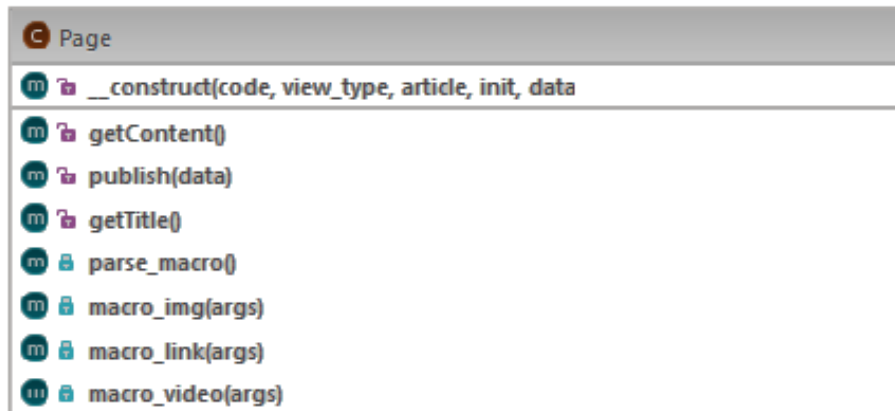 C Page
m __construct(code, view_type, article, init, data
m getContent()
m publish(data)
m getTitle()
m parse_macro()
m macro_img(args)
m macro_link(args)
m macro_video(args)